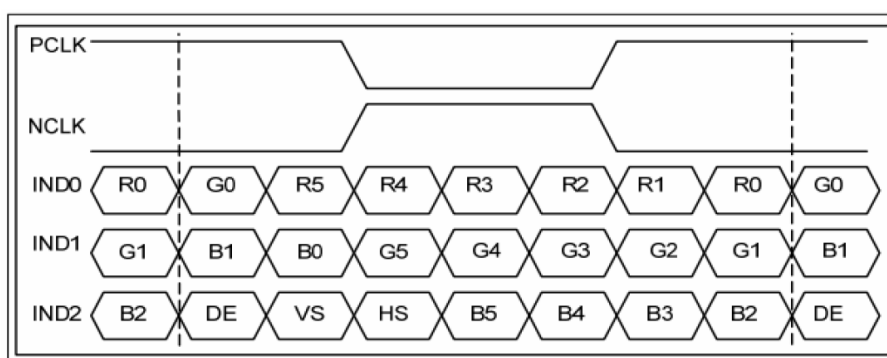 PCLK
NCLK
IND0 R0 G0 R5 R4 R3 R2 R1 R0 G0
IND1 G1 B1 B0 G5 G4 G3 G2 G1 B1
IND2 B2 DE VS HS B5 B4 B3 B2 DE